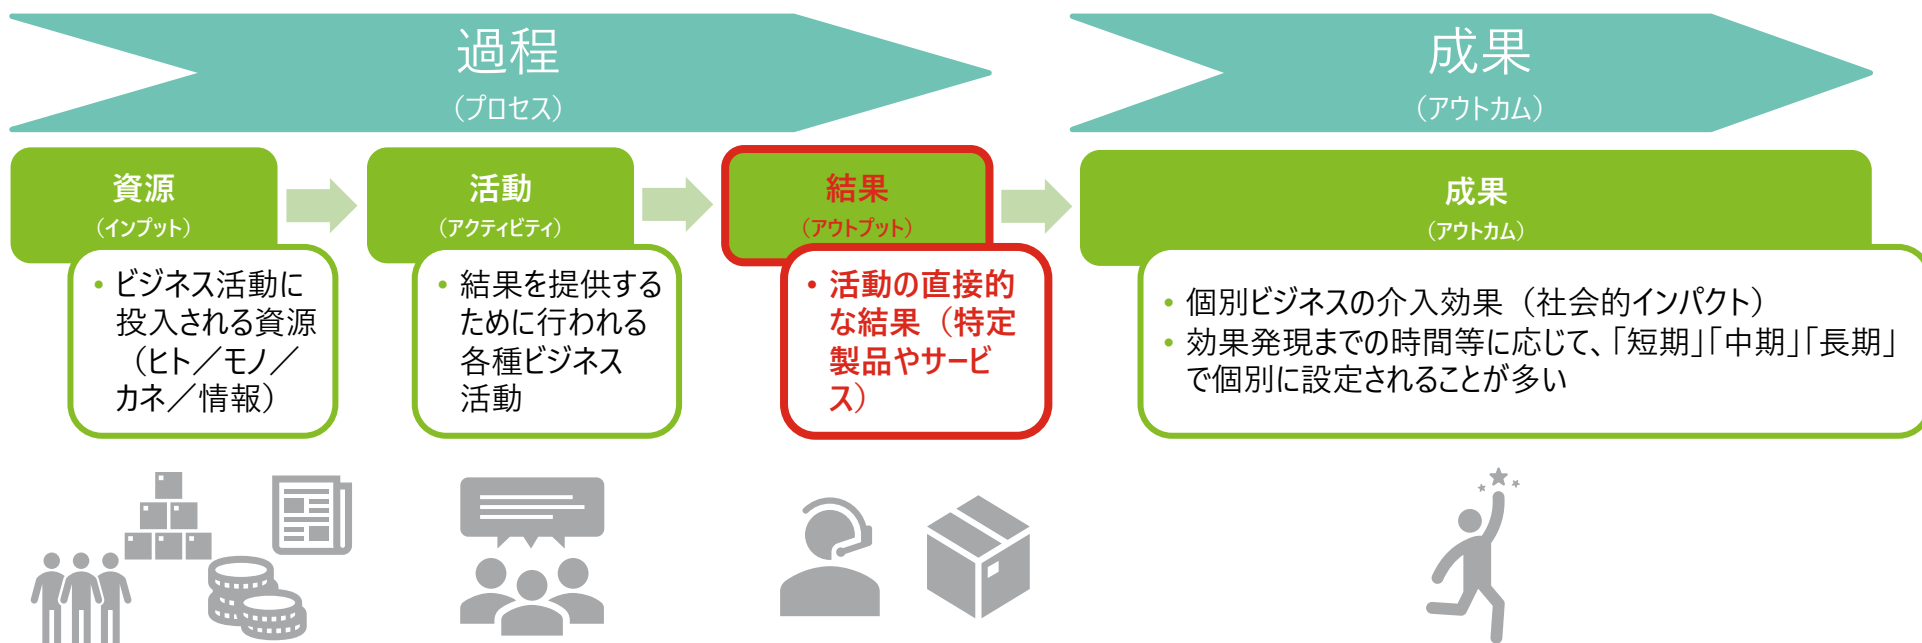 過程
（プロセス）
成果
（アウトカム）
資源
（インプット）
・ビジネス活動に
投入される資源
（ヒト／モノ／
カネ／情報）
活動
（アクティビティ）
・結果を提供する
ために行われる
各種ビジネス
活動
結果
（アウトプット）
・活動の直接的
な結果（特定
製品やサービ
ス）
成果
（アウトカム）
・個別ビジネスの介入効果（社会的インパクト）
・効果発現までの時間等に応じて、「短期」「中期」「長期」
で個別に設定されることが多い